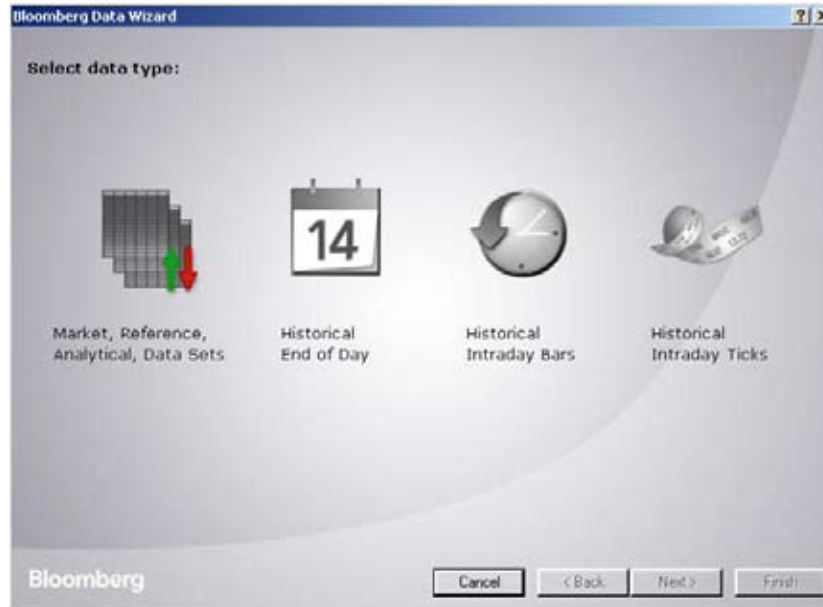 Bloomberg Data Wizard
Select data type:
14
Market, Reference,
Analytical, Data Sets
Historical
End of Day
Historical
Intraday Bars
Historical
Intraday Ticks
Bloomberg
Cancel
< Back
Next >
Finish